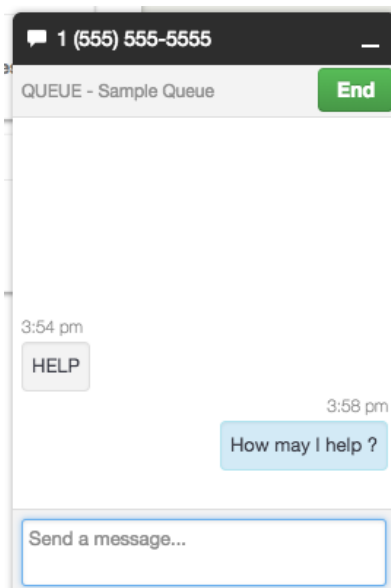 1 (555) 555-5555
QUEUE - Sample Queue
End
3:54 pm
HELP
3:58 pm
How may I help ?
Send a message...